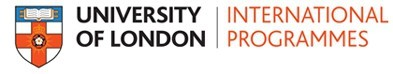 UNIVERSITY OF LONDON
INTERNATIONAL PROGRAMMES